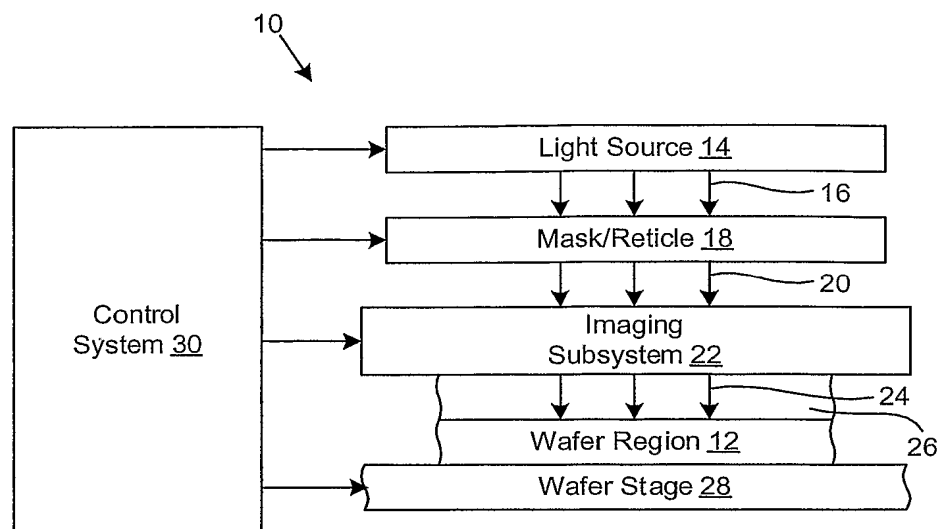 10
Light Source 14
16
Mask/Reticle 18
20
Control
System 30
Imaging
Subsystem 22
24
26
Wafer Region 12
Wafer Stage 28